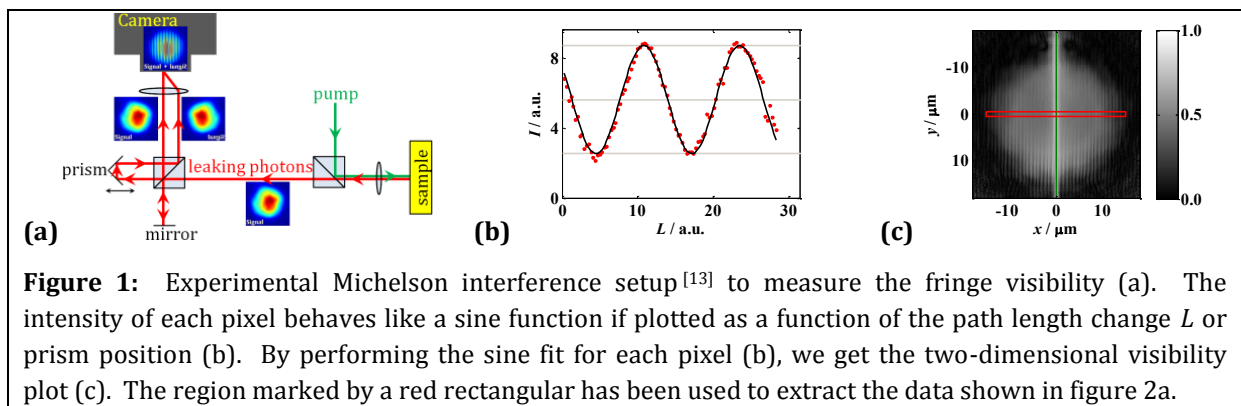 Camera
Signal + lungiS
pump
Signal
lungiS
prism
leaking photons
sample
Signal
mirror
(a)
8
4
0
0
10
20
30
I / a.u.
L / a.u.
(b)
-10
0
10
y / μm
-10
0
10
x / μm
1.0
0.5
0.0
(c)
Figure 1: Experimental Michelson interference setup [13] to measure the fringe visibility (a). The
intensity of each pixel behaves like a sine function if plotted as a function of the path length change L or
prism position (b). By performing the sine fit for each pixel (b), we get the two-dimensional visibility
plot (c). The region marked by a red rectangular has been used to extract the data shown in figure 2a.